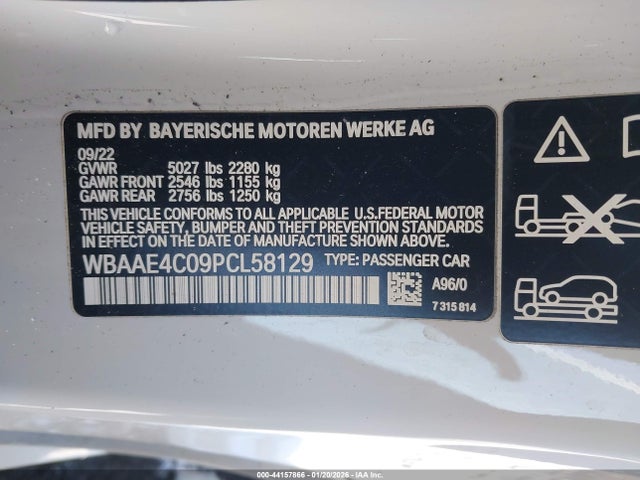 MFD BY BAYERISCHE MOTOREN WERKE AG
09/22
GVWR 5027 lbs 2280 kg
GAWR FRONT 2546 lbs 1155 kg
GAWR REAR 2756 lbs 1250 kg
THIS VEHICLE CONFORMS TO ALL APPLICABLE U.S.FEDERAL MOTOR
VEHICLE SAFETY, BUMPER, AND THEFT PREVENTION STANDARDS
IN EFFECT ON THE DATE OF MANUFACTURE SHOWN ABOVE.
WBAAE4C09PCL58129 TYPE: PASSENGER CAR
A96/0
7 315 814
000-44157866 - 01/20/2026 - IAA Inc.